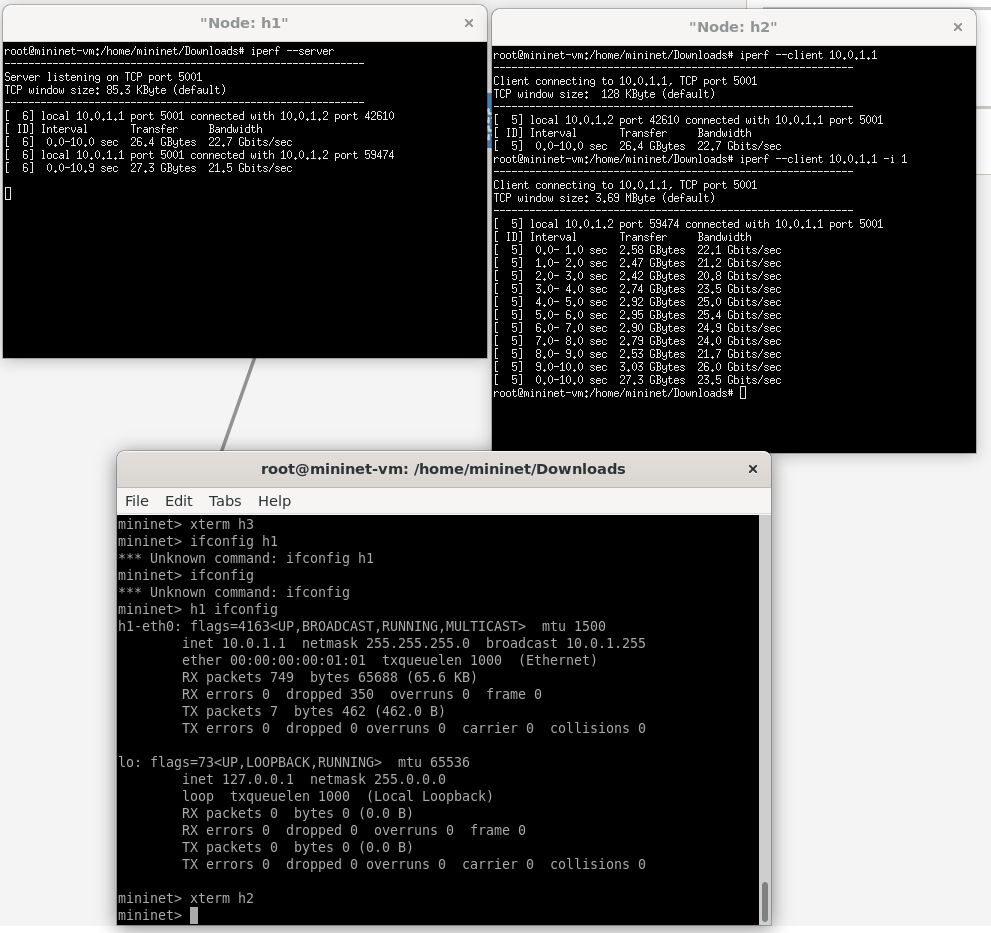 "Node: h1"
×
root@mininet-vm:/home/mininet/Downloads# iperf --server
------------------------------------------------------------
Server listening on TCP port 5001
TCP window size: 85.3 KByte (default)
------------------------------------------------------------
[  6] local 10.0.1.1 port 5001 connected with 10.0.1.2 port 42610
[ ID] Interval       Transfer     Bandwidth
[  6]  0.0-10.0 sec  26.4 GBytes  22.7 Gbits/sec
[  6] local 10.0.1.1 port 5001 connected with 10.0.1.2 port 59474
[  6]  0.0-10.9 sec  27.3 GBytes  21.5 Gbits/sec
"Node: h2"
×
root@mininet-vm:/home/mininet/Downloads# iperf --client 10.0.1.1
------------------------------------------------------------
Client connecting to 10.0.1.1, TCP port 5001
TCP window size:  128 KByte (default)
------------------------------------------------------------
[  5] local 10.0.1.2 port 42610 connected with 10.0.1.1 port 5001
[ ID] Interval       Transfer     Bandwidth
[  5]  0.0-10.0 sec  26.4 GBytes  22.7 Gbits/sec
root@mininet-vm:/home/mininet/Downloads# iperf --client 10.0.1.1 -i 1
------------------------------------------------------------
Client connecting to 10.0.1.1, TCP port 5001
TCP window size: 3.69 MByte (default)
------------------------------------------------------------
[  5] local 10.0.1.2 port 59474 connected with 10.0.1.1 port 5001
[ ID] Interval       Transfer     Bandwidth
[  5]  0.0- 1.0 sec  2.58 GBytes  22.1 Gbits/sec
[  5]  1.0- 2.0 sec  2.47 GBytes  21.2 Gbits/sec
[  5]  2.0- 3.0 sec  2.42 GBytes  20.8 Gbits/sec
[  5]  3.0- 4.0 sec  2.74 GBytes  23.5 Gbits/sec
[  5]  4.0- 5.0 sec  2.92 GBytes  25.0 Gbits/sec
[  5]  5.0- 6.0 sec  2.95 GBytes  25.4 Gbits/sec
[  5]  6.0- 7.0 sec  2.90 GBytes  24.9 Gbits/sec
[  5]  7.0- 8.0 sec  2.79 GBytes  24.0 Gbits/sec
[  5]  8.0- 9.0 sec  2.53 GBytes  21.7 Gbits/sec
[  5]  9.0-10.0 sec  3.03 GBytes  26.0 Gbits/sec
[  5]  0.0-10.0 sec  27.3 GBytes  23.5 Gbits/sec
root@mininet-vm:/home/mininet/Downloads#
root@mininet-vm: /home/mininet/Downloads
×
File Edit Tabs Help
mininet> xterm h3
mininet> ifconfig h1
*** Unknown command: ifconfig h1
mininet> ifconfig
*** Unknown command: ifconfig
mininet> h1 ifconfig
h1-eth0: flags=4163<UP,BROADCAST,RUNNING,MULTICAST>  mtu 1500
        inet 10.0.1.1  netmask 255.255.255.0  broadcast 10.0.1.255
        ether 00:00:00:00:01:01  txqueuelen 1000  (Ethernet)
        RX packets 749  bytes 65688 (65.6 KB)
        RX errors 0  dropped 350  overruns 0  frame 0
        TX packets 7  bytes 462 (462.0 B)
        TX errors 0  dropped 0 overruns 0  carrier 0  collisions 0
lo: flags=73<UP,LOOPBACK,RUNNING>  mtu 65536
        inet 127.0.0.1  netmask 255.0.0.0
        loop  txqueuelen 1000  (Local Loopback)
        RX packets 0  bytes 0 (0.0 B)
        RX errors 0  dropped 0  overruns 0  frame 0
        TX packets 0  bytes 0 (0.0 B)
        TX errors 0  dropped 0 overruns 0  carrier 0  collisions 0
mininet> xterm h2
mininet>